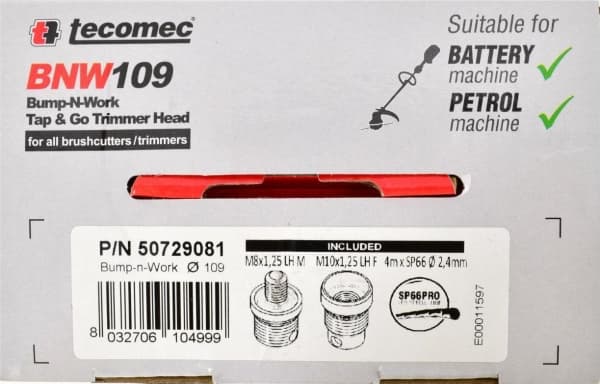 tecomec
Suitable for
BATTERY
machine
PETROL
machine
BNW109
Bump-N-Work
Tap & Go Trimmer Head
for all brushcutters/trimmers
P/N 50729081
Bump-n-Work Ø 109
8 032706 104999
INCLUDED
M8x1,25 LH M M10x1,25 LH F 4m x SP66 Ø 2,4mm
SP66PRO
E00011597